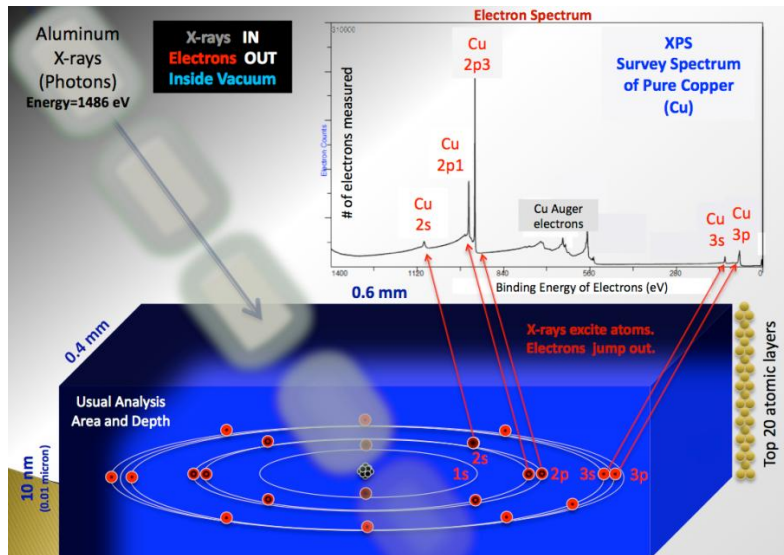 Aluminum
X-rays
(Photons)
Energy=1486 eV
X-rays IN
Electrons OUT
Inside Vacuum
Electron Spectrum
XPS
Survey Spectrum
of Pure Copper
(Cu)
# of electrons measured
Electron Counts
Cu
2p3
Cu
2p1
Cu
2s
Cu Auger
electrons
Cu
3s
Cu
3p
1400
1120
840
560
280
0
Binding Energy of Electrons (eV)
0.6 mm
0.4 mm
X-rays excite atoms.
Electrons jump out.
Usual Analysis
Area and Depth
10 nm
(0.01 micron)
Top 20 atomic layers
1s
2s
2p
3s
3p